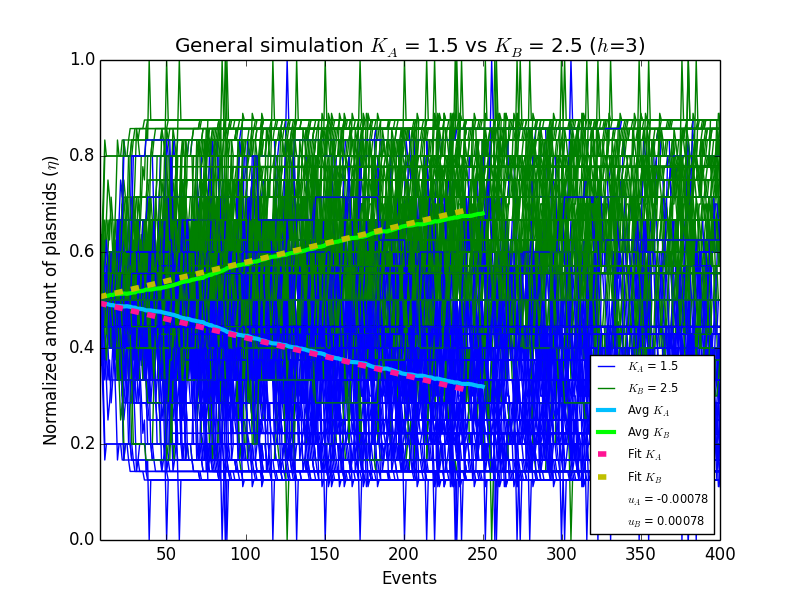 General simulation K_A = 1.5 vs K_B = 2.5 (h=3)
1.0
0.8
0.6
0.4
0.2
0.0
Normalized amount of plasmids (η)
K_A = 1.5
K_B = 2.5
Avg K_A
Avg K_B
Fit K_A
Fit K_B
u_A = -0.00078
u_B = 0.00078
50 100 150 200 250 300 350 400
Events